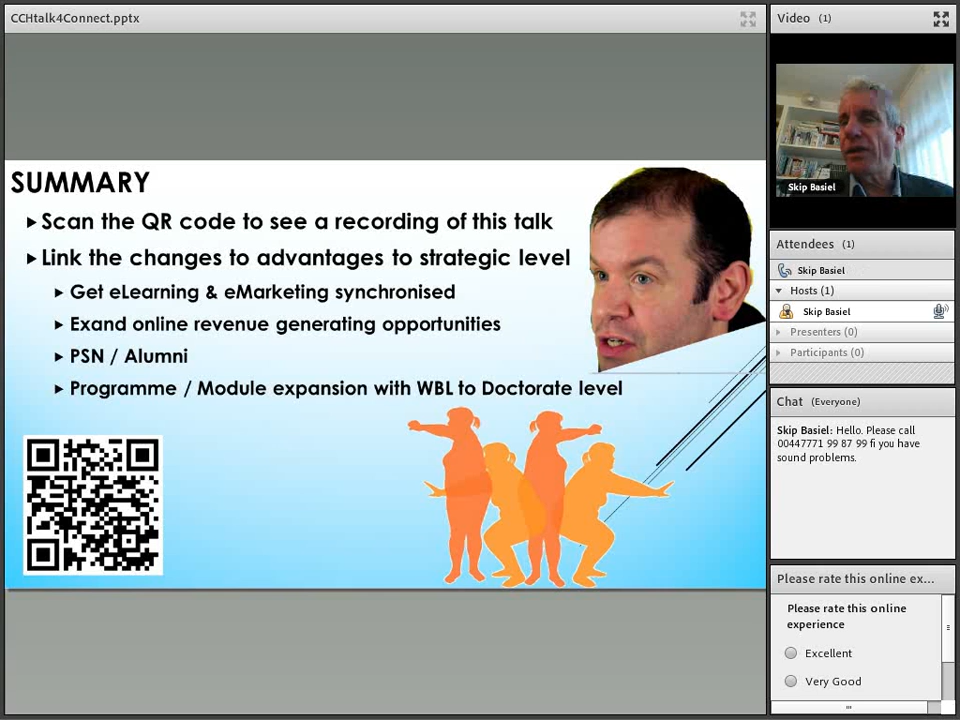 CCHtalk4Connect.pptx
SUMMARY
Scan the QR code to see a recording of this talk
Link the changes to advantages to strategic level
Get eLearning & eMarketing synchronised
Exand online revenue generating opportunities
PSN / Alumni
Programme / Module expansion with WBL to Doctorate level
Video (1)
Skip Basiel
Attendees (1)
Skip Basiel
Hosts (1)
Skip Basiel
Presenters (0)
Participants (0)
Chat (Everyone)
Skip Basiel: Hello. Please call
00447771 99 87 99 fi you have
sound problems.
Please rate this online ex...
Please rate this online
experience
Excellent
Very Good